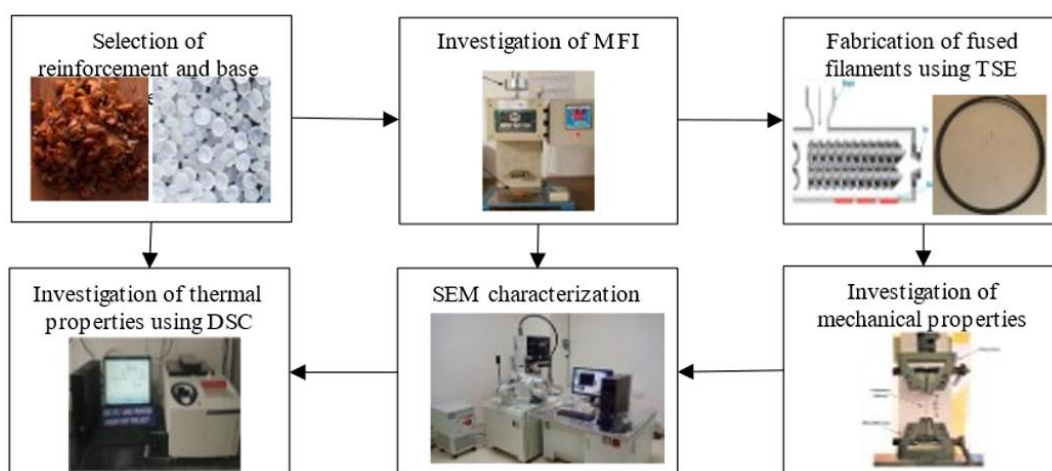 Selection of
reinforcement and base
Investigation of MFI
Fabrication of fused
filaments using TSE
Investigation of thermal
properties using DSC
SEM characterization
Investigation of
mechanical properties